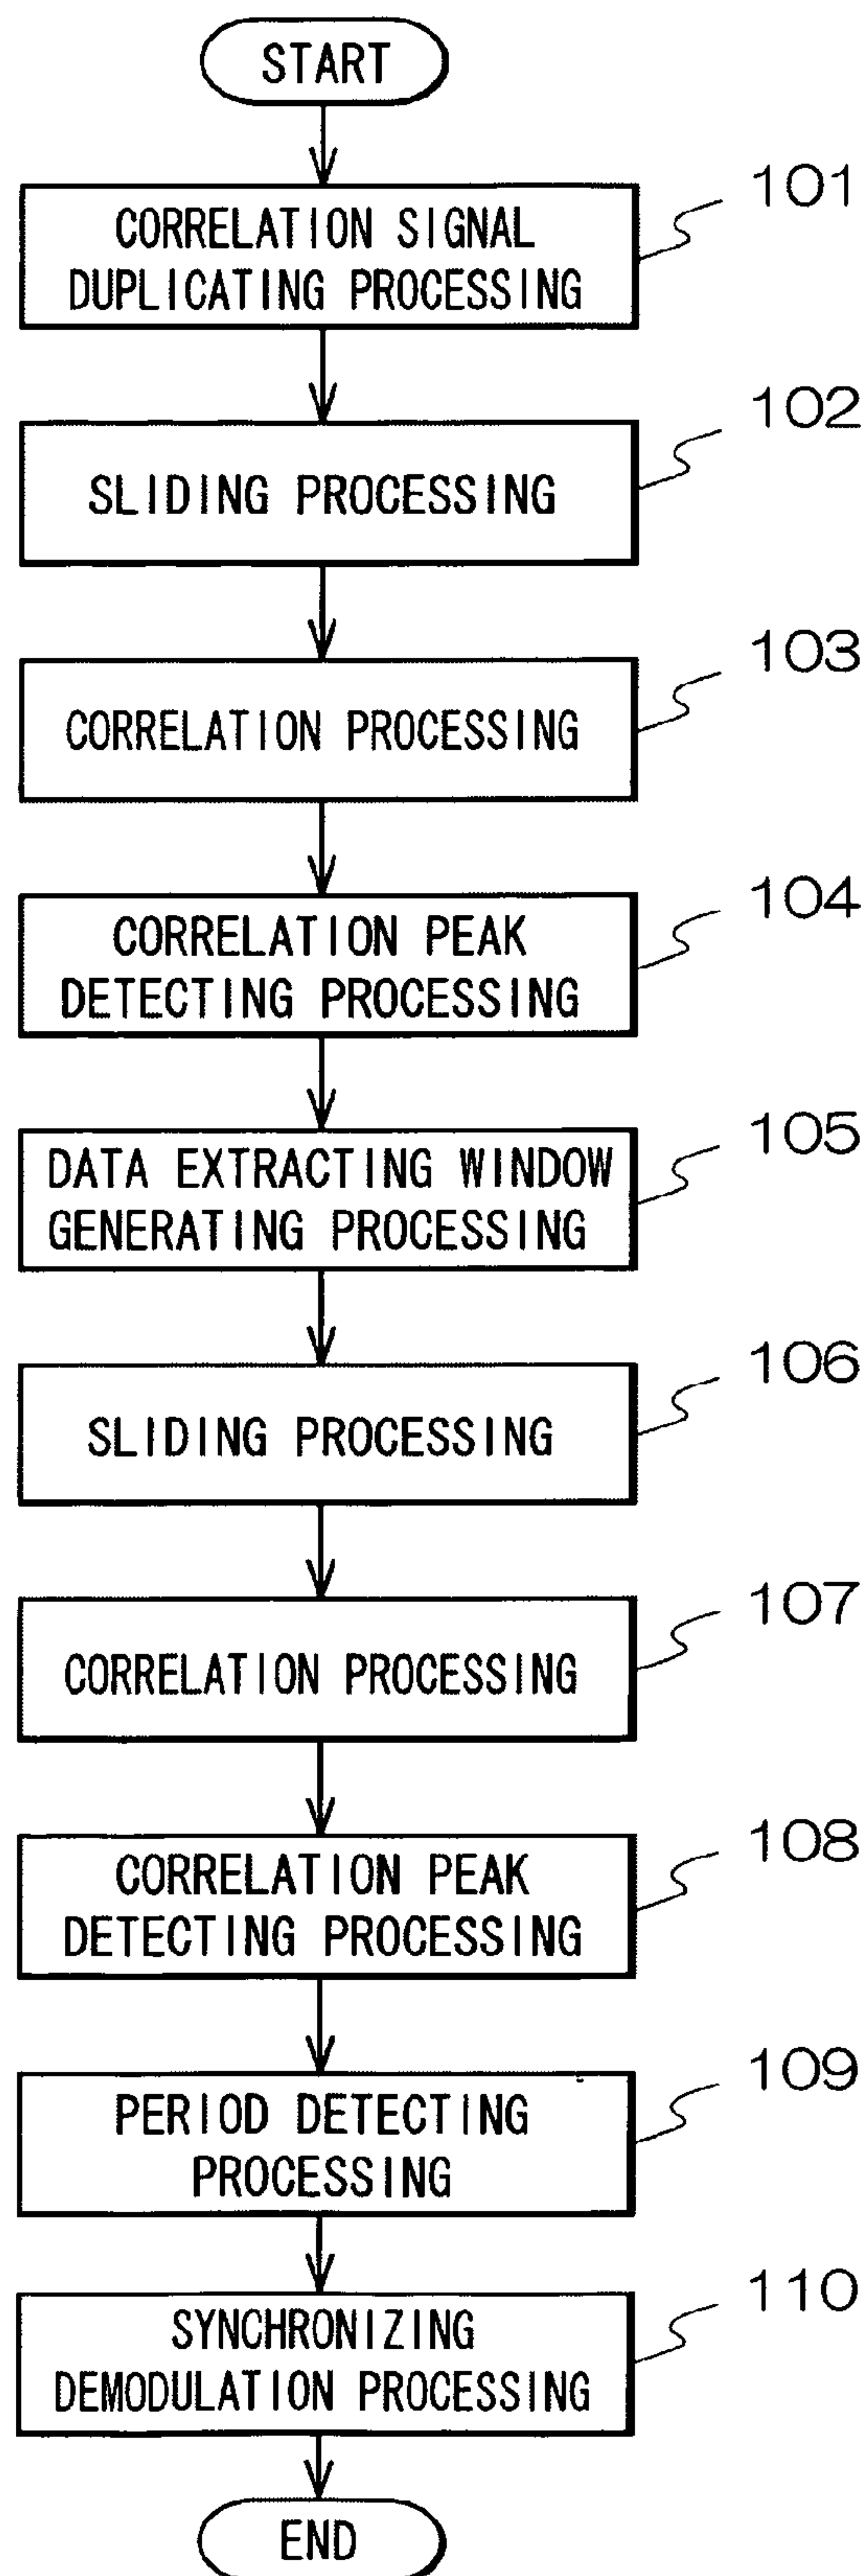 START
101
CORRELATION SIGNAL
DUPLICATING PROCESSING
102
SLIDING PROCESSING
103
CORRELATION PROCESSING
104
CORRELATION PEAK
DETECTING PROCESSING
105
DATA EXTRACTING WINDOW
GENERATING PROCESSING
106
SLIDING PROCESSING
107
CORRELATION PROCESSING
108
CORRELATION PEAK
DETECTING PROCESSING
109
PERIOD DETECTING
PROCESSING
110
SYNCHRONIZING
DEMODULATION PROCESSING
END